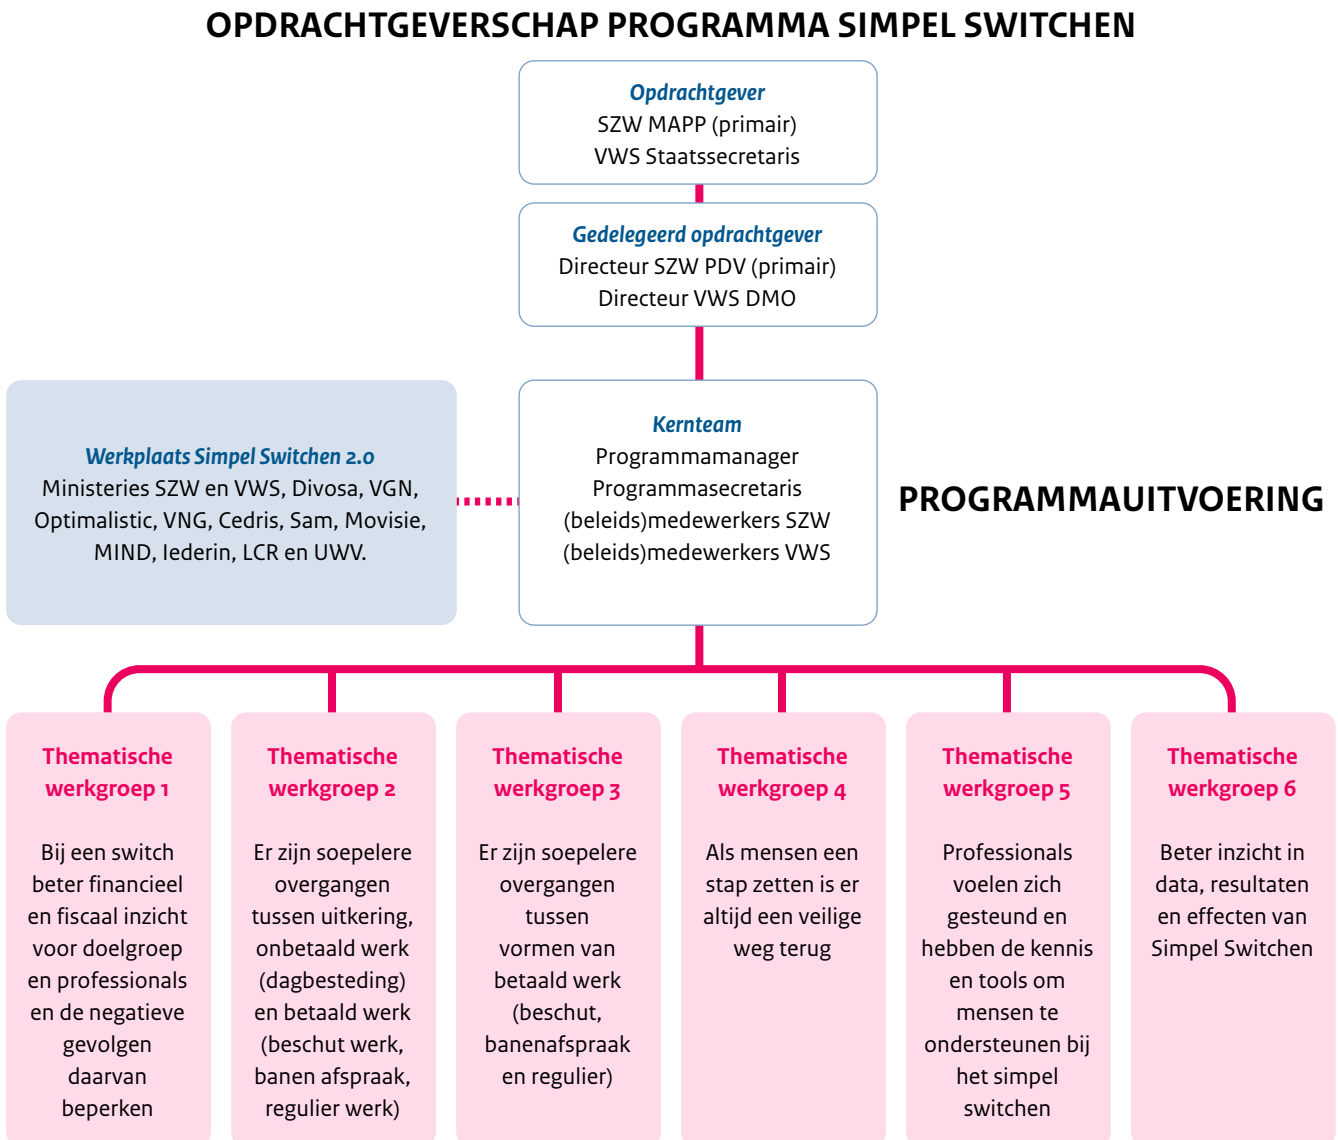 OPDRACHTGEVERSCHAP PROGRAMMA SIMPEL SWITCHEN
Opdrachtgever
SZW MAPP (primair)
VWS Staatssecretaris
Gedelegeerd opdrachtgever
Directeur SZW PDV (primair)
Directeur VWS DMO
Werkplaats Simpel Switchen 2.0
Ministeries SZW en VWS, Divosa, VGN,
Optimalistic, VNG, Cedris, Sam, Movisie,
MIND, Iederin, LCR en UWV.
Kernteam
Programmamanager
Programmasecretaris
(beleids)medewerkers SZW
(beleids)medewerkers VWS
PROGRAMMAUITVOERING
Thematische
werkgroep 1
Bij een switch
beter financieel
en fiscaal inzicht
voor doelgroep
en professionals
en de negatieve
gevolgen
daarvan
beperken
Thematische
werkgroep 2
Er zijn soepelere
overgangen
tussen uitkering,
onbetaald werk
(dagbesteding)
en betaald werk
(beschut werk,
banen afspraak,
regulier werk)
Thematische
werkgroep 3
Er zijn soepelere
overgangen
tussen
vormen van
betaald werk
(beschut,
banenafspraak
en regulier)
Thematische
werkgroep 4
Als mensen een
stap zetten is er
altijd een veilige
weg terug
Thematische
werkgroep 5
Professionals
voelen zich
gesteund en
hebben de kennis
en tools om
mensen te
ondersteunen bij
het simpel
switchen
Thematische
werkgroep 6
Beter inzicht in
data, resultaten
en effecten van
Simpel Switchen